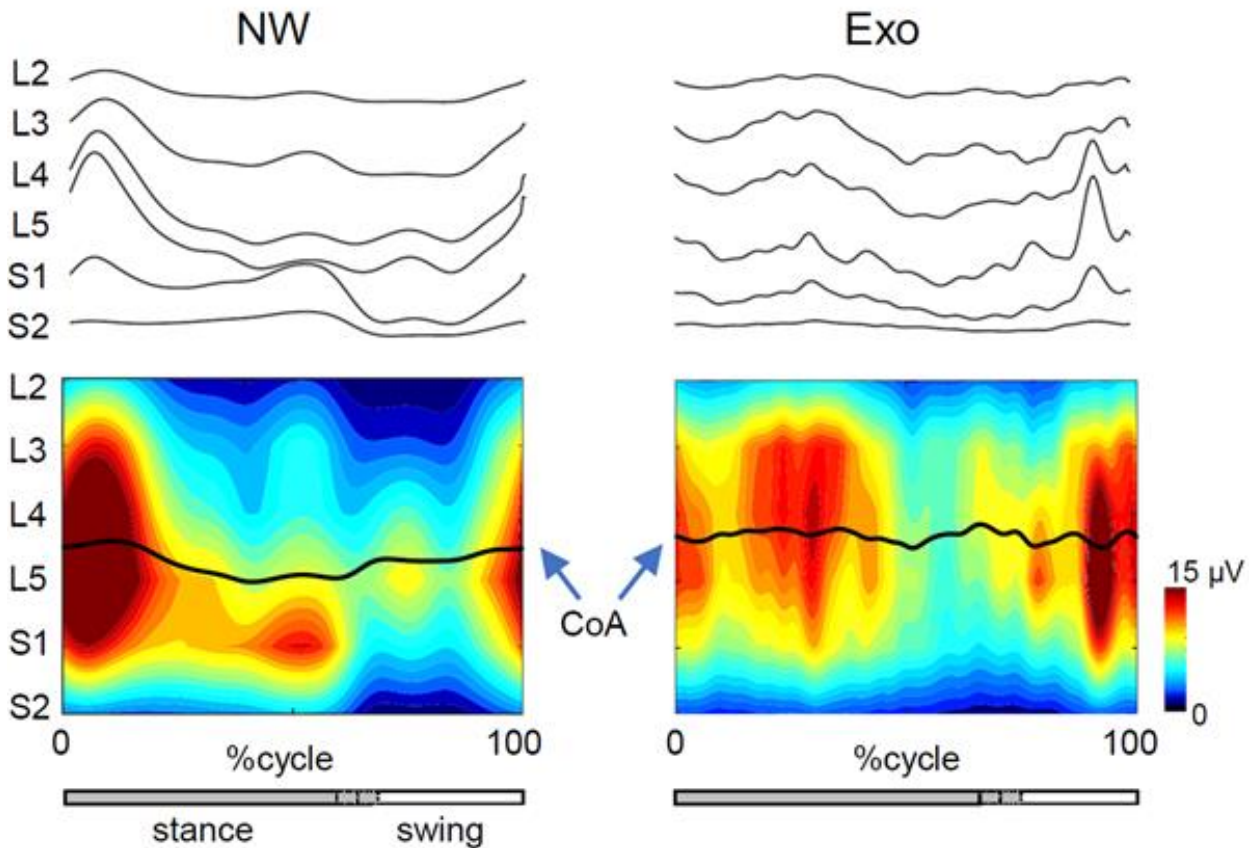 NW Exo
L2
L3
L4
L5
S1
S2
L2
L3
L4
L5
S1
S2
CoA
15 µV
0
0 %cycle 100
0 %cycle 100
stance swing